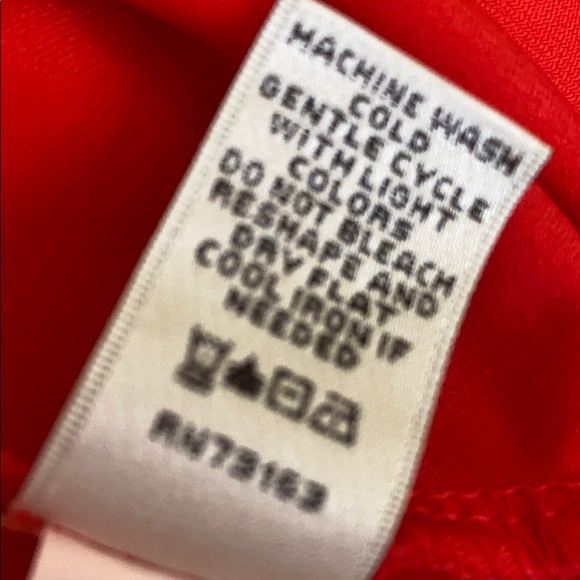 MACHINE WASH
COLD
GENTLE CYCLE
WITH LIGHT
COLORS
DO NOT BLEACH
RESHAPE AND
DRY FLAT
COOL IRON IF
NEEDED
RN73163